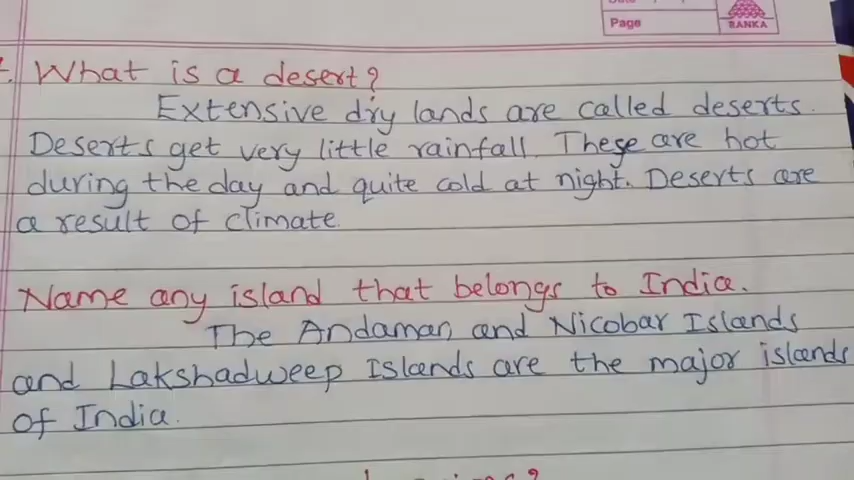 Page
RANKA
What is a desert?
Extensive dry lands are called deserts.
Deserts get very little rainfall. These are hot
during the day and quite cold at night. Deserts are
a result of climate.
Name any island that belongs to India.
The Andaman and Nicobar Islands
and Lakshadweep Islands are the major islands
of India.